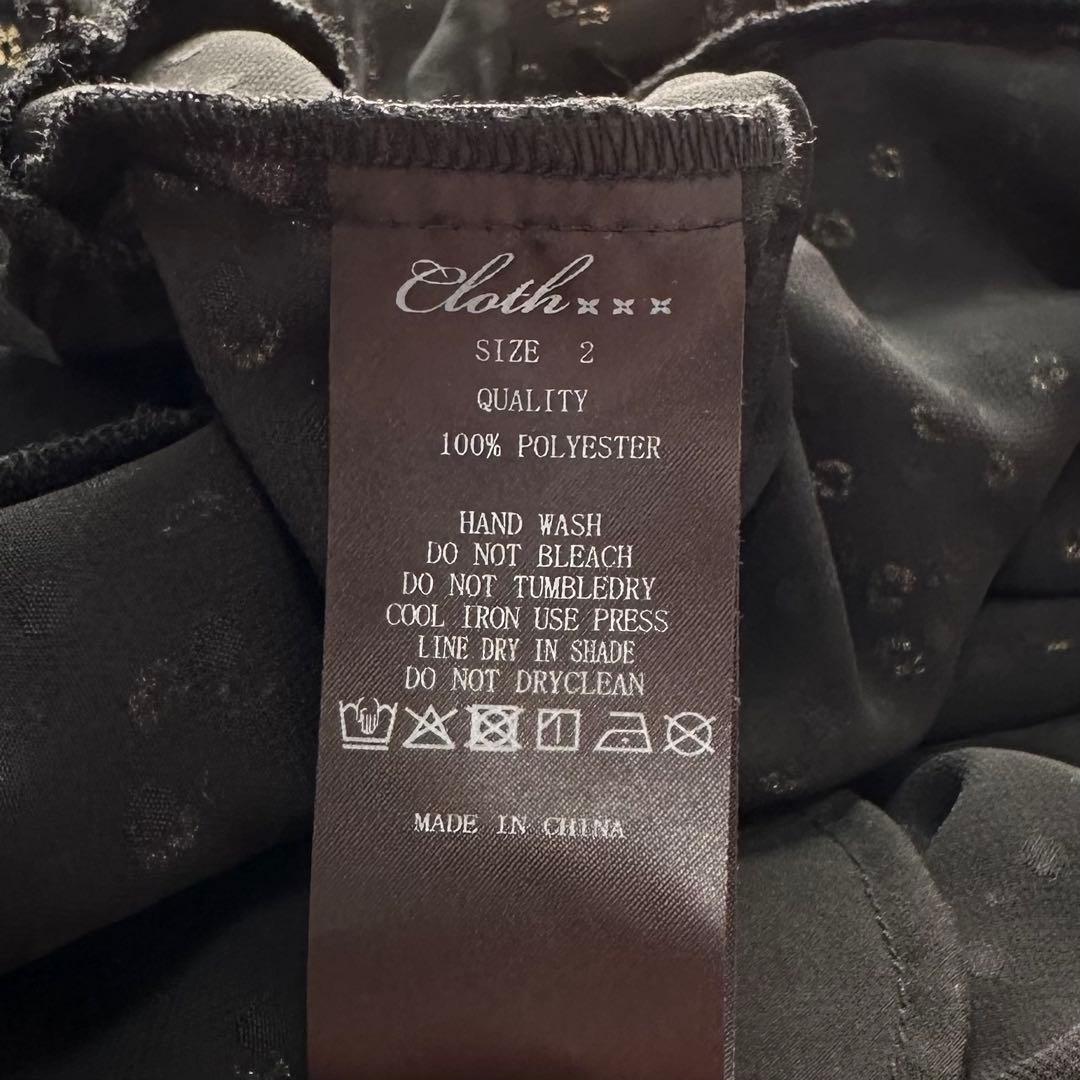 Cloth×××
SIZE 2
QUALITY
100% POLYESTER
HAND WASH
DO NOT BLEACH
DO NOT TUMBLEDRY
COOL IRON USE PRESS
LINE DRY IN SHADE
DO NOT DRYCLEAN
MADE IN CHINA